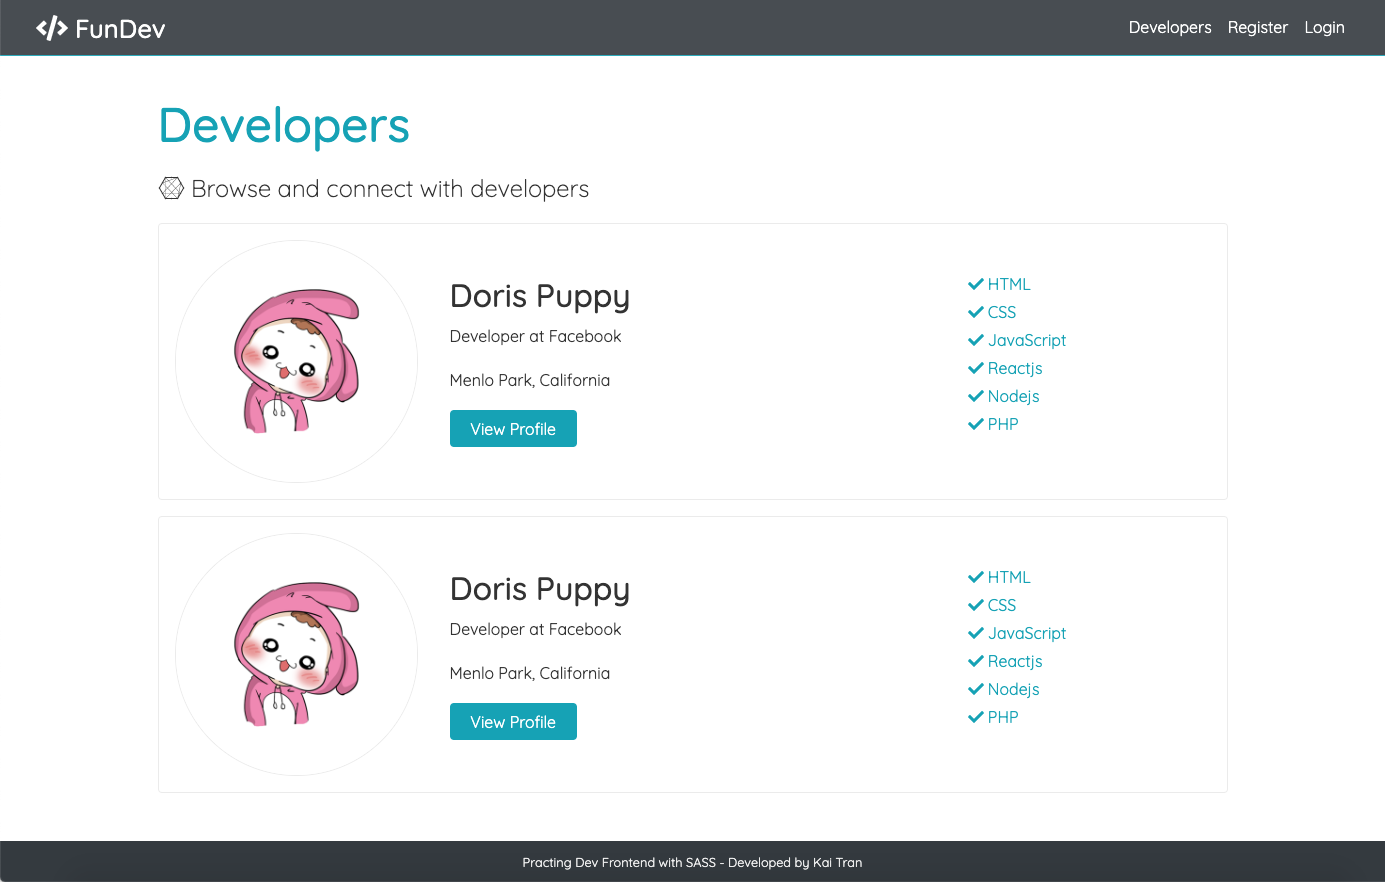 FunDev
Developers Register Login
Developers
Browse and connect with developers
Doris Puppy
Developer at Facebook
Menlo Park, California
View Profile
HTML
CSS
JavaScript
Reactjs
Nodejs
PHP
Doris Puppy
Developer at Facebook
Menlo Park, California
View Profile
HTML
CSS
JavaScript
Reactjs
Nodejs
PHP
Practing Dev Frontend with SASS - Developed by Kai Tran